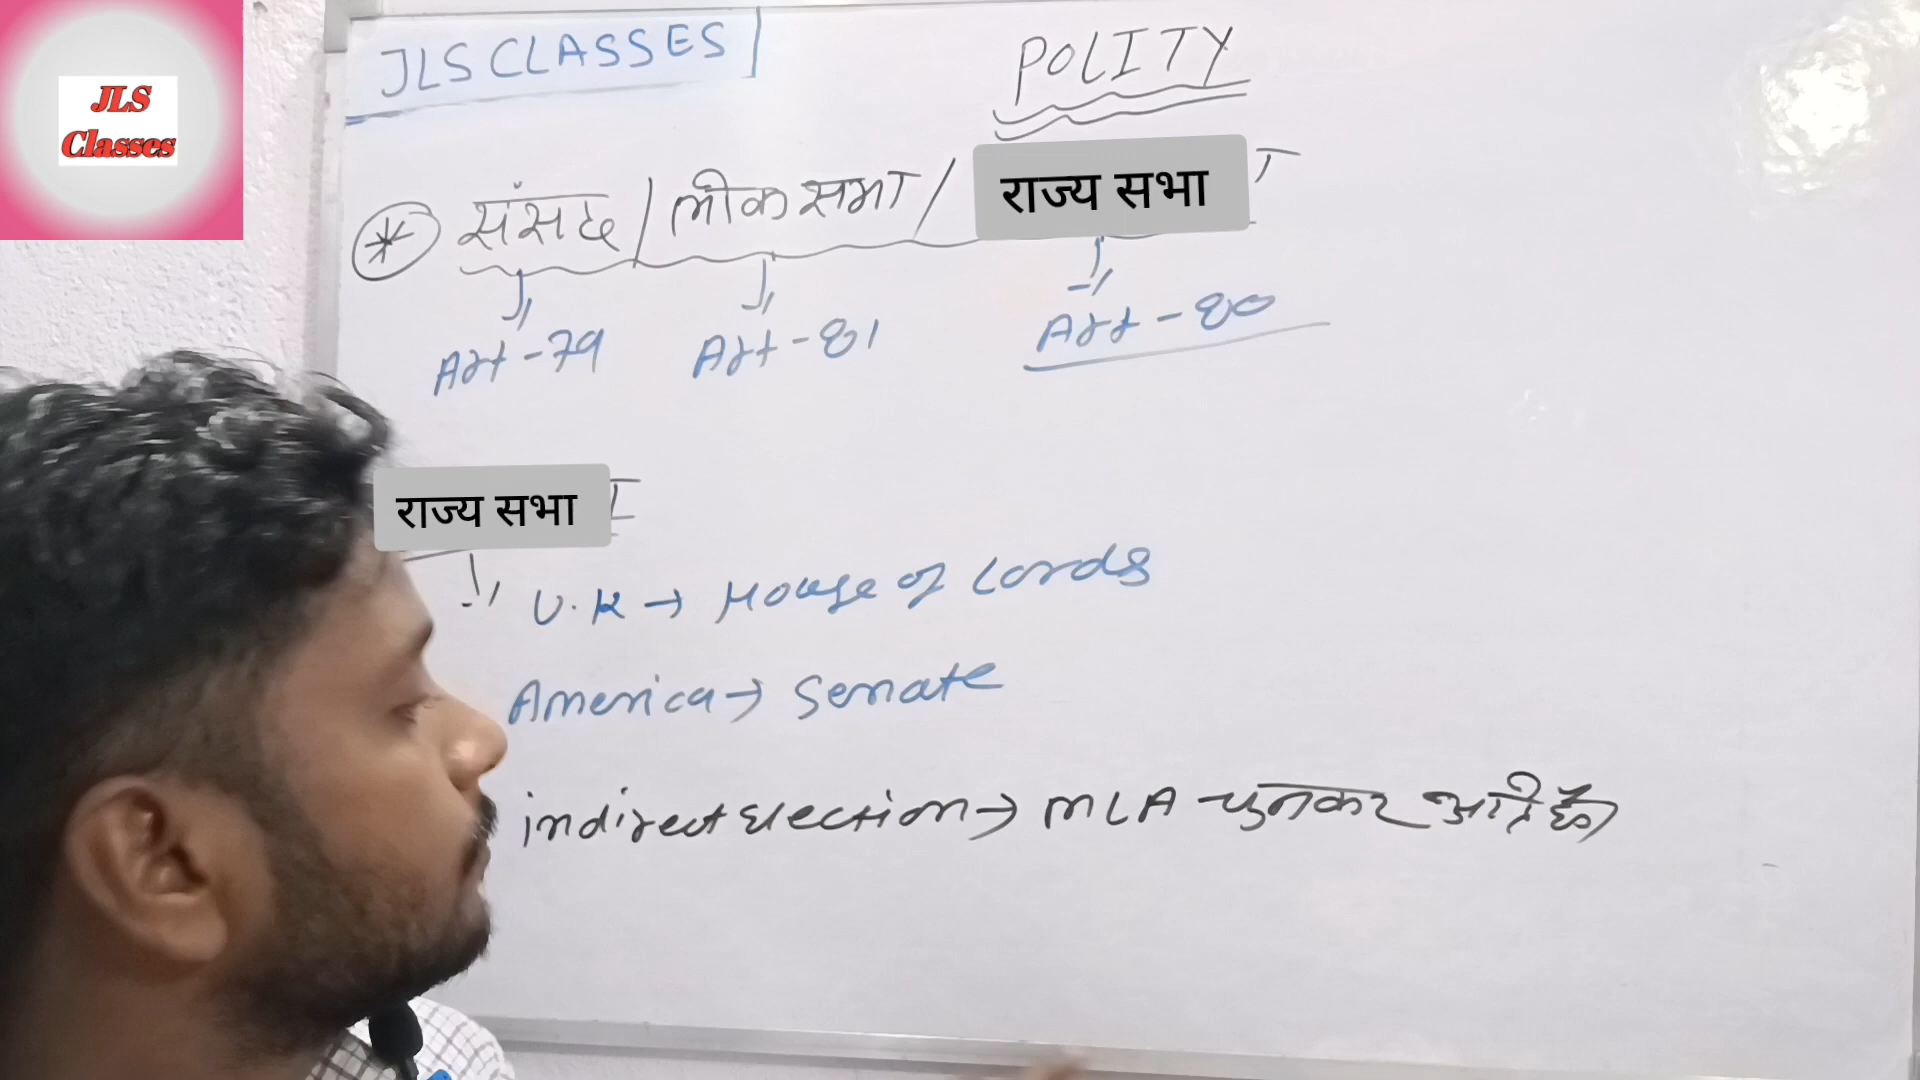 JLS
Classes
JLS CLASSES
POLITY
* संसद / लोक सभा / राज्य सभा
Art-79 Art-81 Art-80
राज्य सभा
U.K → House of Lords
America → Senate
indirect Election → MLA चुनकर आते हैं